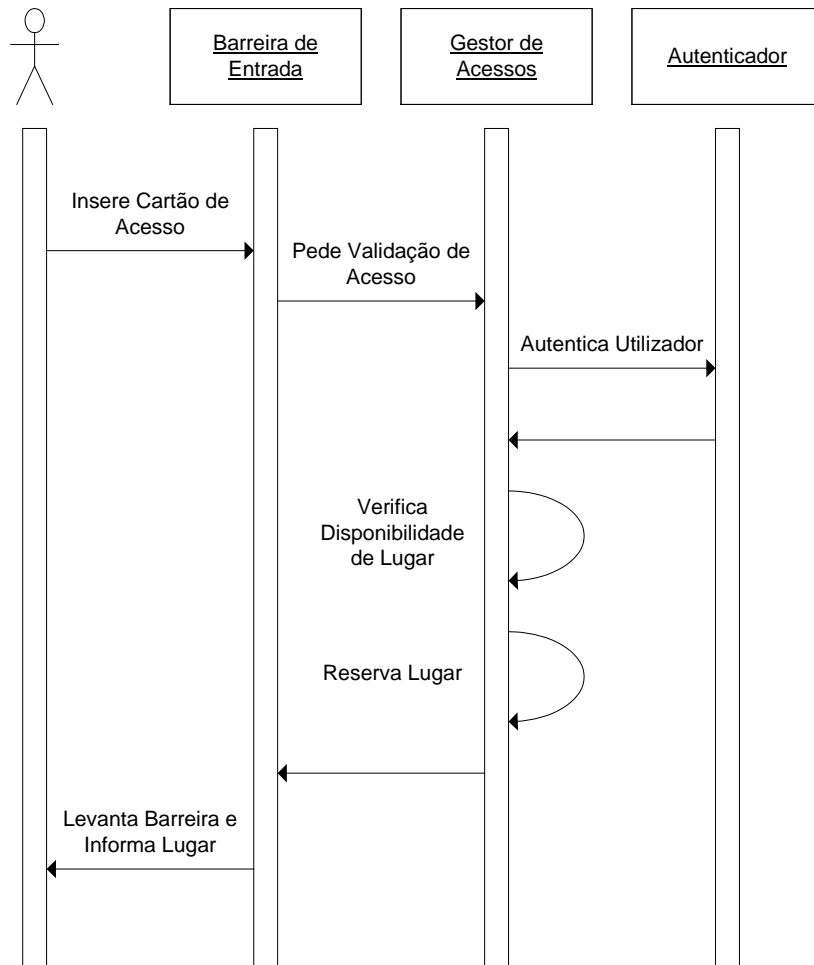 Barreira de
Entrada
Gestor de
Acessos
Autenticador
Insere Cartão de
Acesso
Pede Validação de
Acesso
Autentica Utilizador
Verifica
Disponibilidade
de Lugar
Reserva Lugar
Levanta Barreira e
Informa Lugar